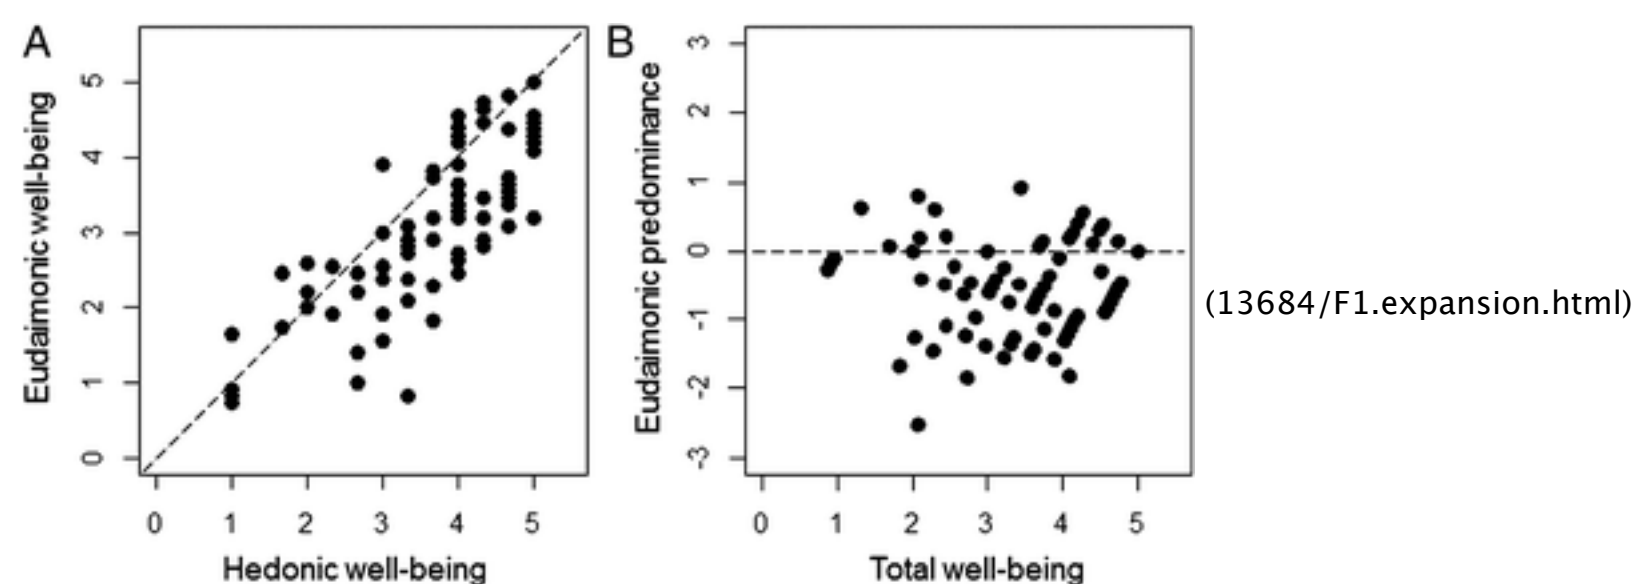 A
Eudaimonic well-being
5
4
3
2
1
0
0 1 2 3 4 5
Hedonic well-being
B
Eudaimonic predominance
3
2
1
0
-1
-2
-3
0 1 2 3 4 5
Total well-being
(13684/F1.expansion.html)